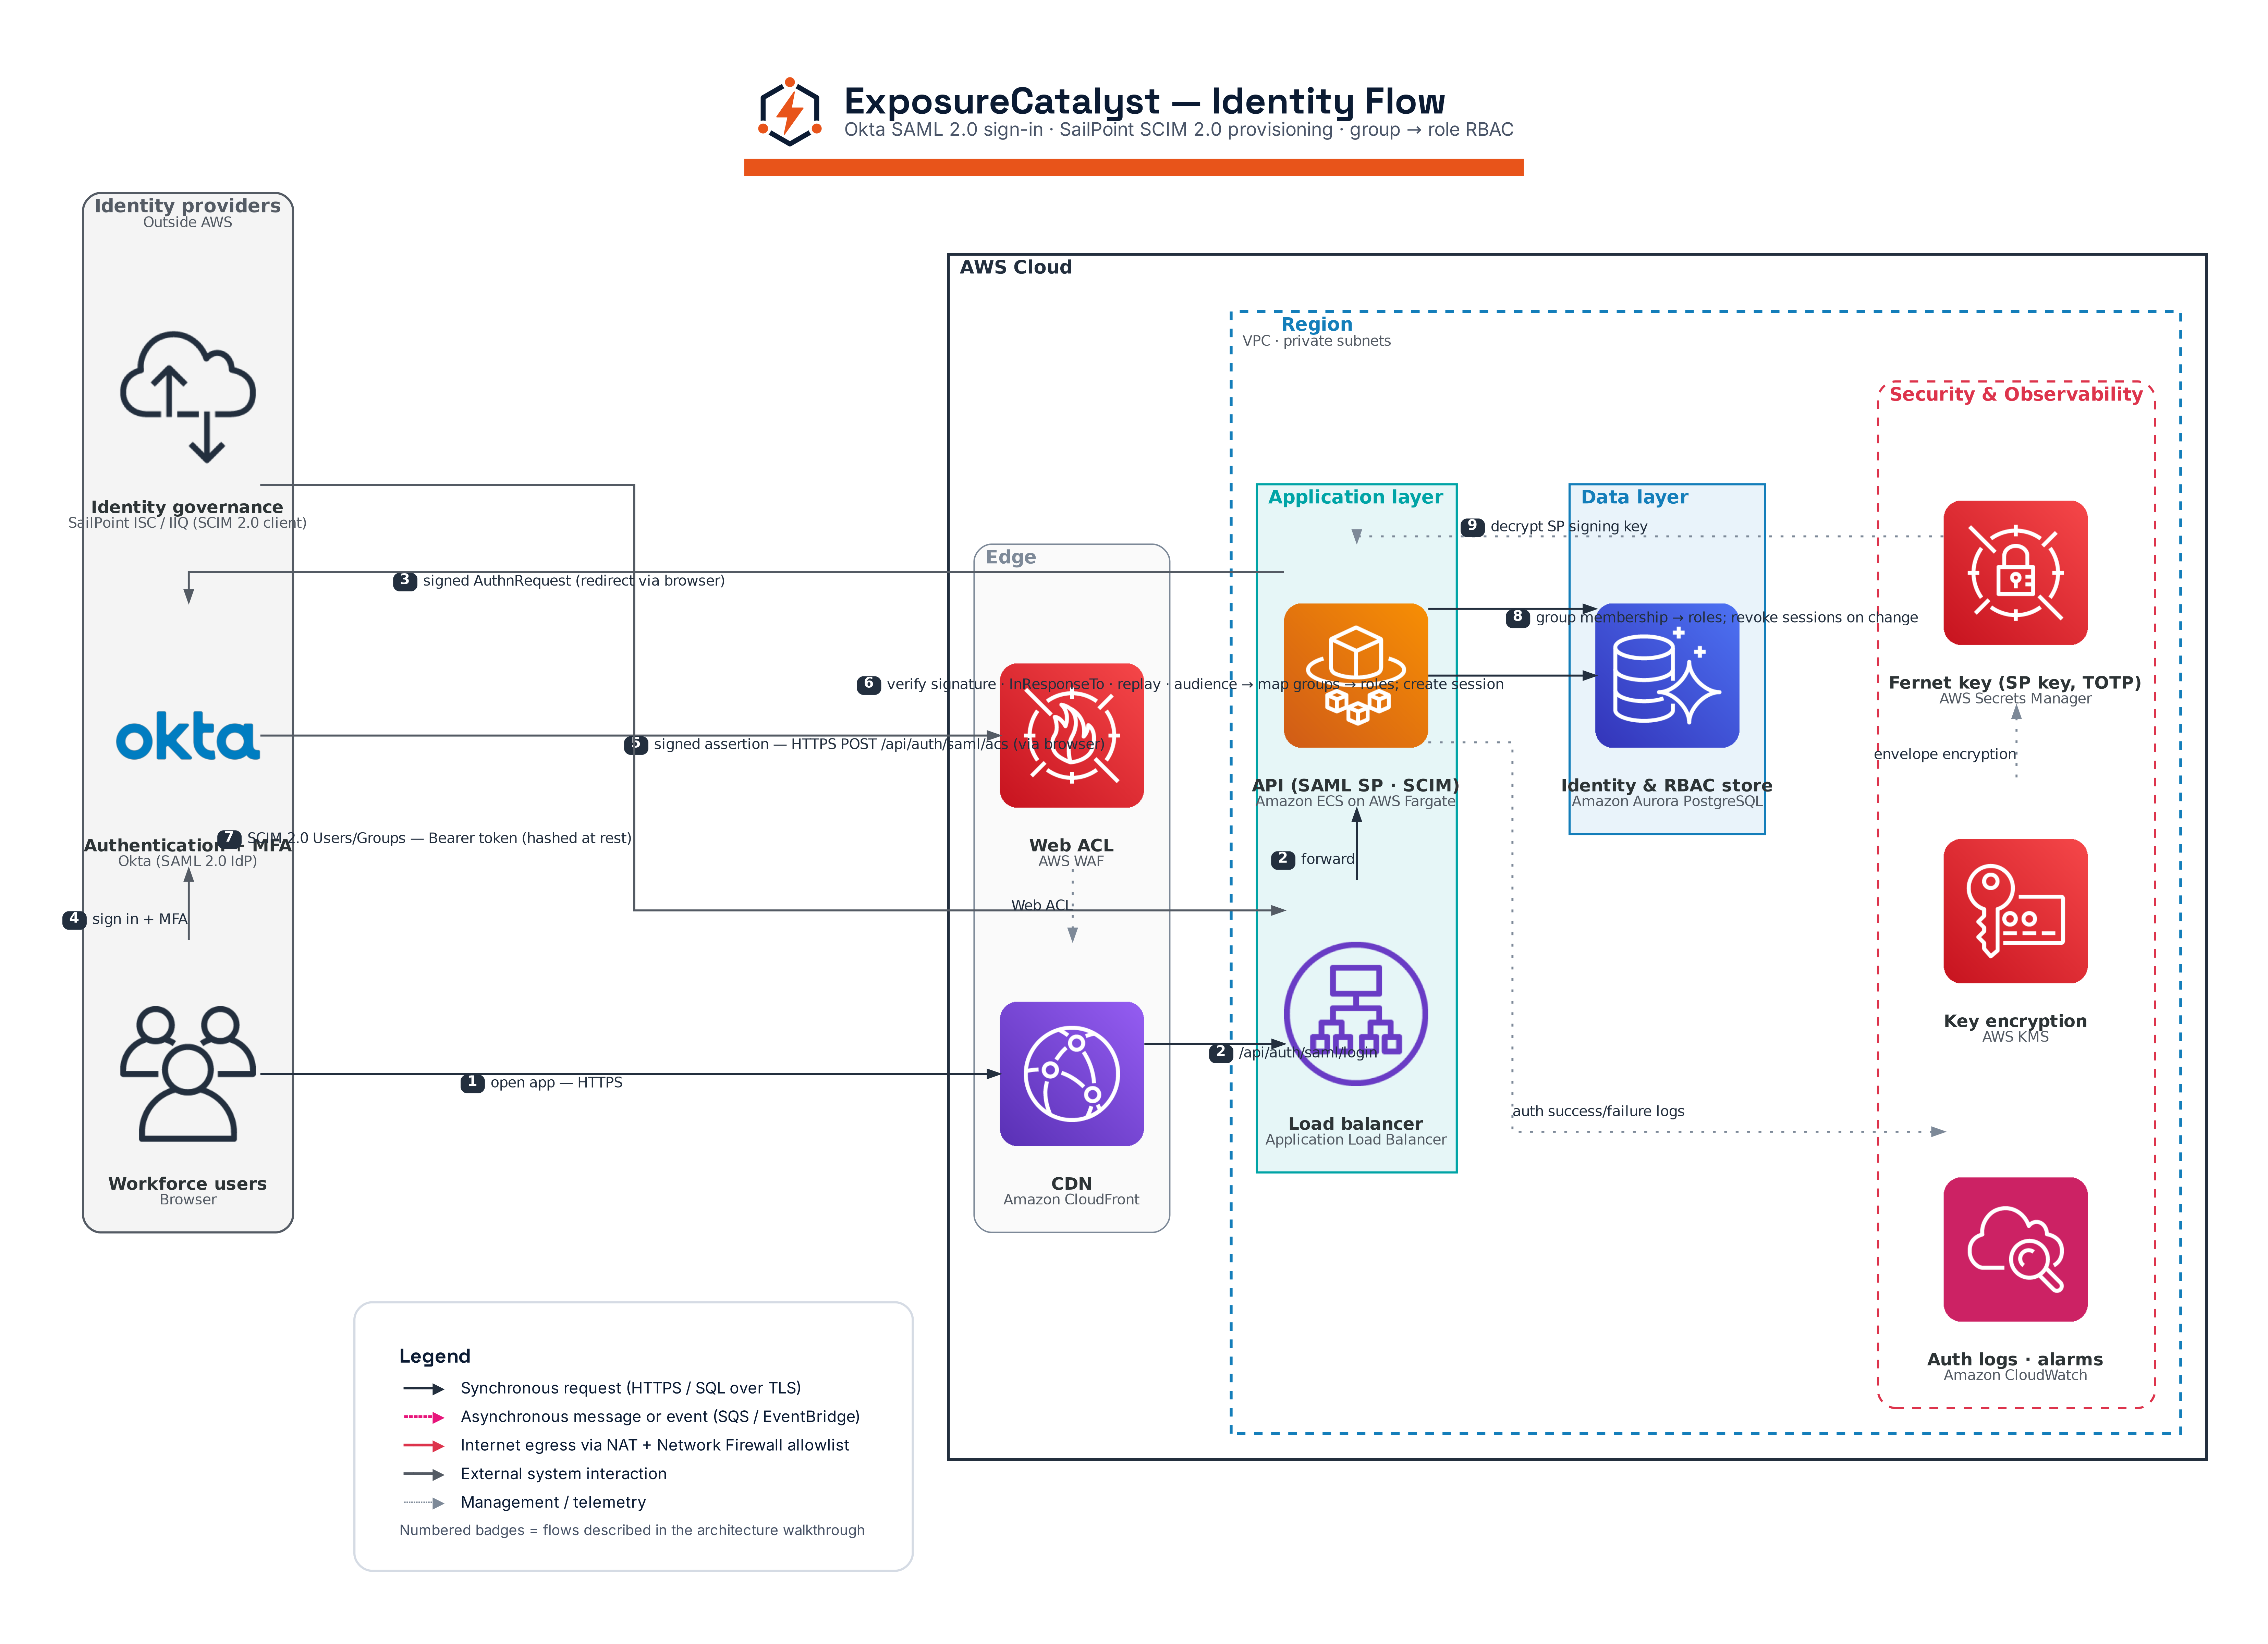 ExposureCatalyst — Identity Flow
Okta SAML 2.0 sign-in · SailPoint SCIM 2.0 provisioning · group → role RBAC
Identity providers
Outside AWS
Identity governance
SailPoint ISC / IIQ (SCIM 2.0 client)
3 signed AuthnRequest (redirect via browser)
okta
Authentication + MFA
Okta (SAML 2.0 IdP)
7 SCIM 2.0 Users/Groups — Bearer token (hashed at rest)
4 sign in + MFA
Workforce users
Browser
1 open app — HTTPS
5 signed assertion — HTTPS POST /api/auth/saml/acs (via browser)
6 verify signature · InResponseTo · replay · audience → map groups → roles; create session
AWS Cloud
Edge
Web ACL
AWS WAF
Web ACL
CDN
Amazon CloudFront
Region
VPC · private subnets
Application layer
API (SAML SP · SCIM)
Amazon ECS on AWS Fargate
2 forward
2 /api/auth/saml/login
Load balancer
Application Load Balancer
Data layer
9 decrypt SP signing key
8 group membership → roles; revoke sessions on change
Identity & RBAC store
Amazon Aurora PostgreSQL
auth success/failure logs
Security & Observability
Fernet key (SP key, TOTP)
AWS Secrets Manager
envelope encryption
Key encryption
AWS KMS
Auth logs · alarms
Amazon CloudWatch
Legend
Synchronous request (HTTPS / SQL over TLS)
Asynchronous message or event (SQS / EventBridge)
Internet egress via NAT + Network Firewall allowlist
External system interaction
Management / telemetry
Numbered badges = flows described in the architecture walkthrough